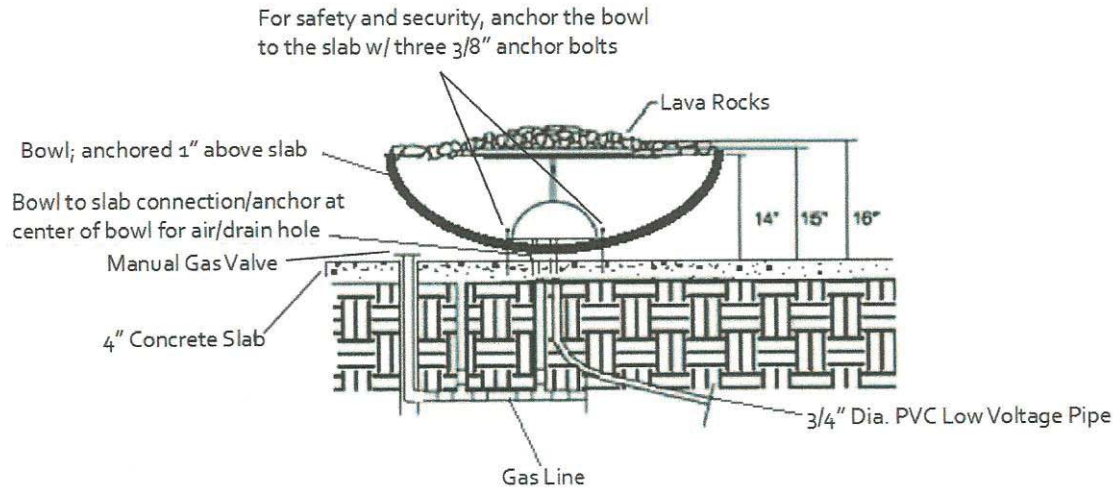 For safety and security, anchor the bowl
to the slab w/ three 3/8" anchor bolts
Lava Rocks
Bowl; anchored 1" above slab
Bowl to slab connection/anchor at
center of bowl for air/drain hole
14" 15" 16"
Manual Gas Valve
4" Concrete Slab
3/4" Dia. PVC Low Voltage Pipe
Gas Line